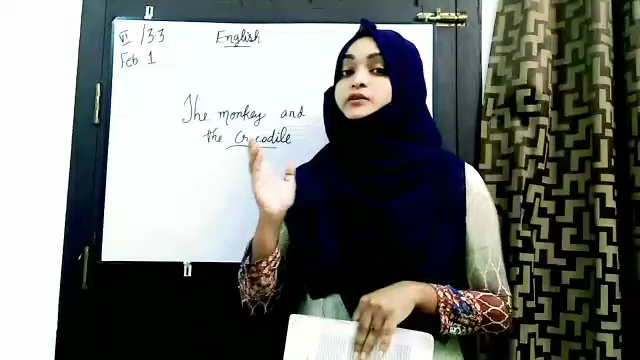 VI /33
English
Feb 1
The monkey and
the Crocodile